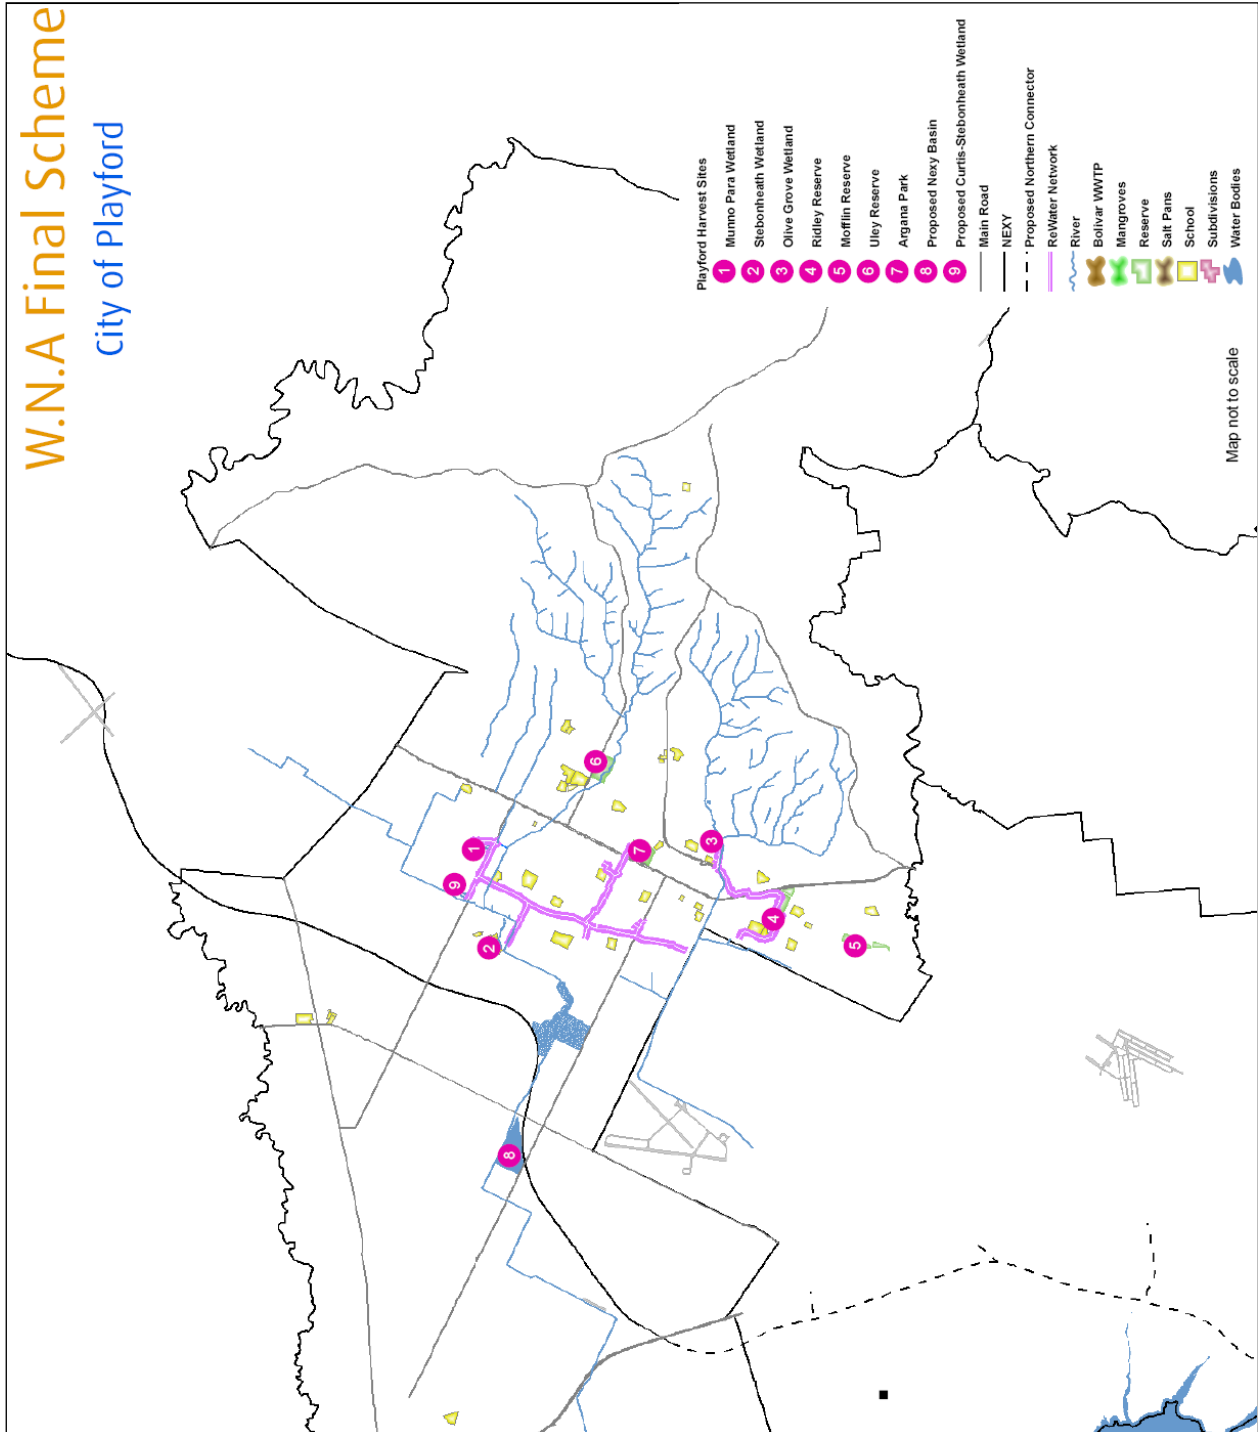 W.N.A Final Scheme
City of Playford
Playford Harvest Sites
1 Munno Para Wetland
2 Stebonheath Wetland
3 Olive Grove Wetland
4 Ridley Reserve
5 Mofflin Reserve
6 Uley Reserve
7 Argana Park
8 Proposed Nexy Basin
9 Proposed Curtis-Stebonheath Wetland
Main Road
NEXY
Proposed Northern Connector
ReWater Network
River
Bolivar WWTP
Mangroves
Reserve
Salt Pans
School
Subdivisions
Water Bodies
Map not to scale
1
9
2
6
7
3
4
5
8